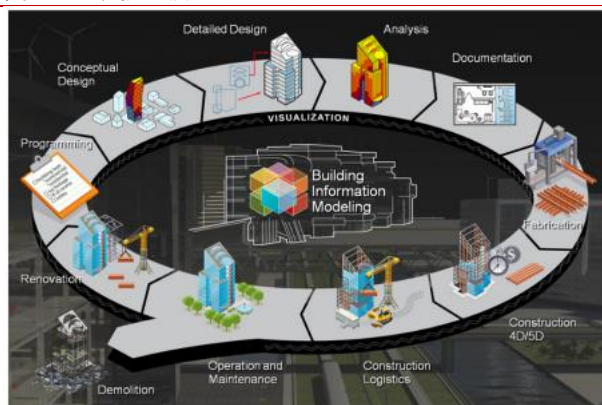 Detailed Design
Analysis
Conceptual
Design
Documentation
VISUALIZATION
Programming
Building
Information
Modeling
Fabrication
Renovation
Construction
4D/5D
Operation and
Maintenance
Construction
Logistics
Demolition